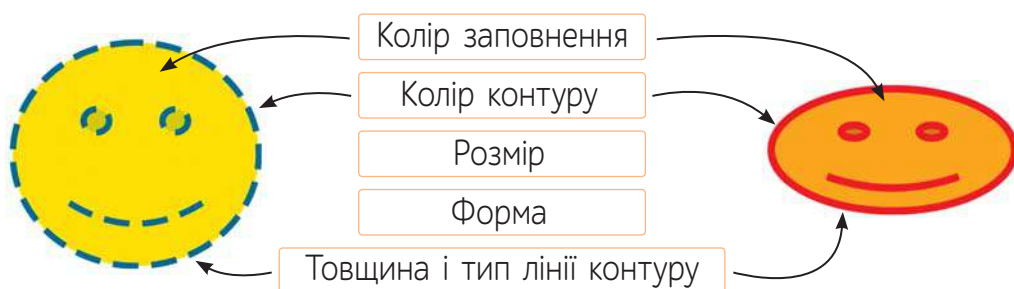 Колір заповнення
Колір контуру
Розмір
Форма
Товщина і тип лінії контуру